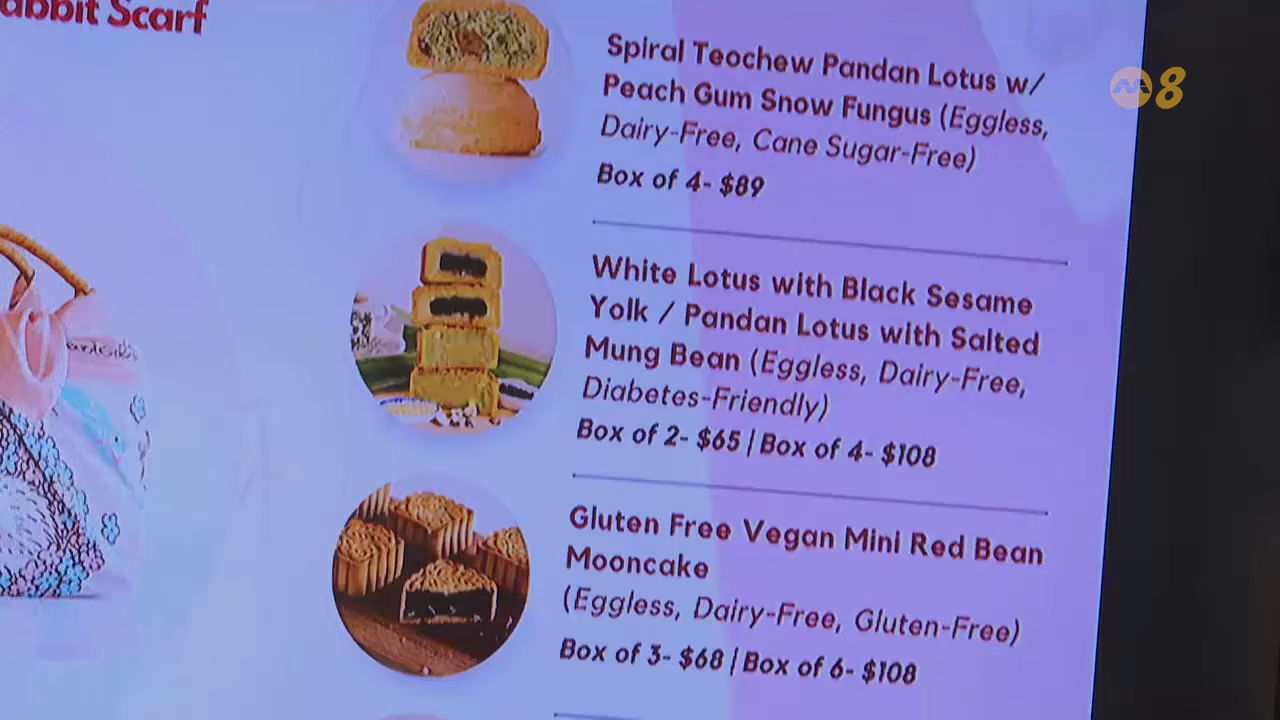 abbit Scarf
8
Spiral Teochew Pandan Lotus w/
Peach Gum Snow Fungus (Eggless,
Dairy-Free, Cane Sugar-Free)
Box of 4- $89
White Lotus with Black Sesame
Yolk / Pandan Lotus with Salted
Mung Bean (Eggless, Dairy-Free,
Diabetes-Friendly)
Box of 2- $65 | Box of 4- $108
Gluten Free Vegan Mini Red Bean
Mooncake
(Eggless, Dairy-Free, Gluten-Free)
Box of 3- $68 | Box of 6- $108